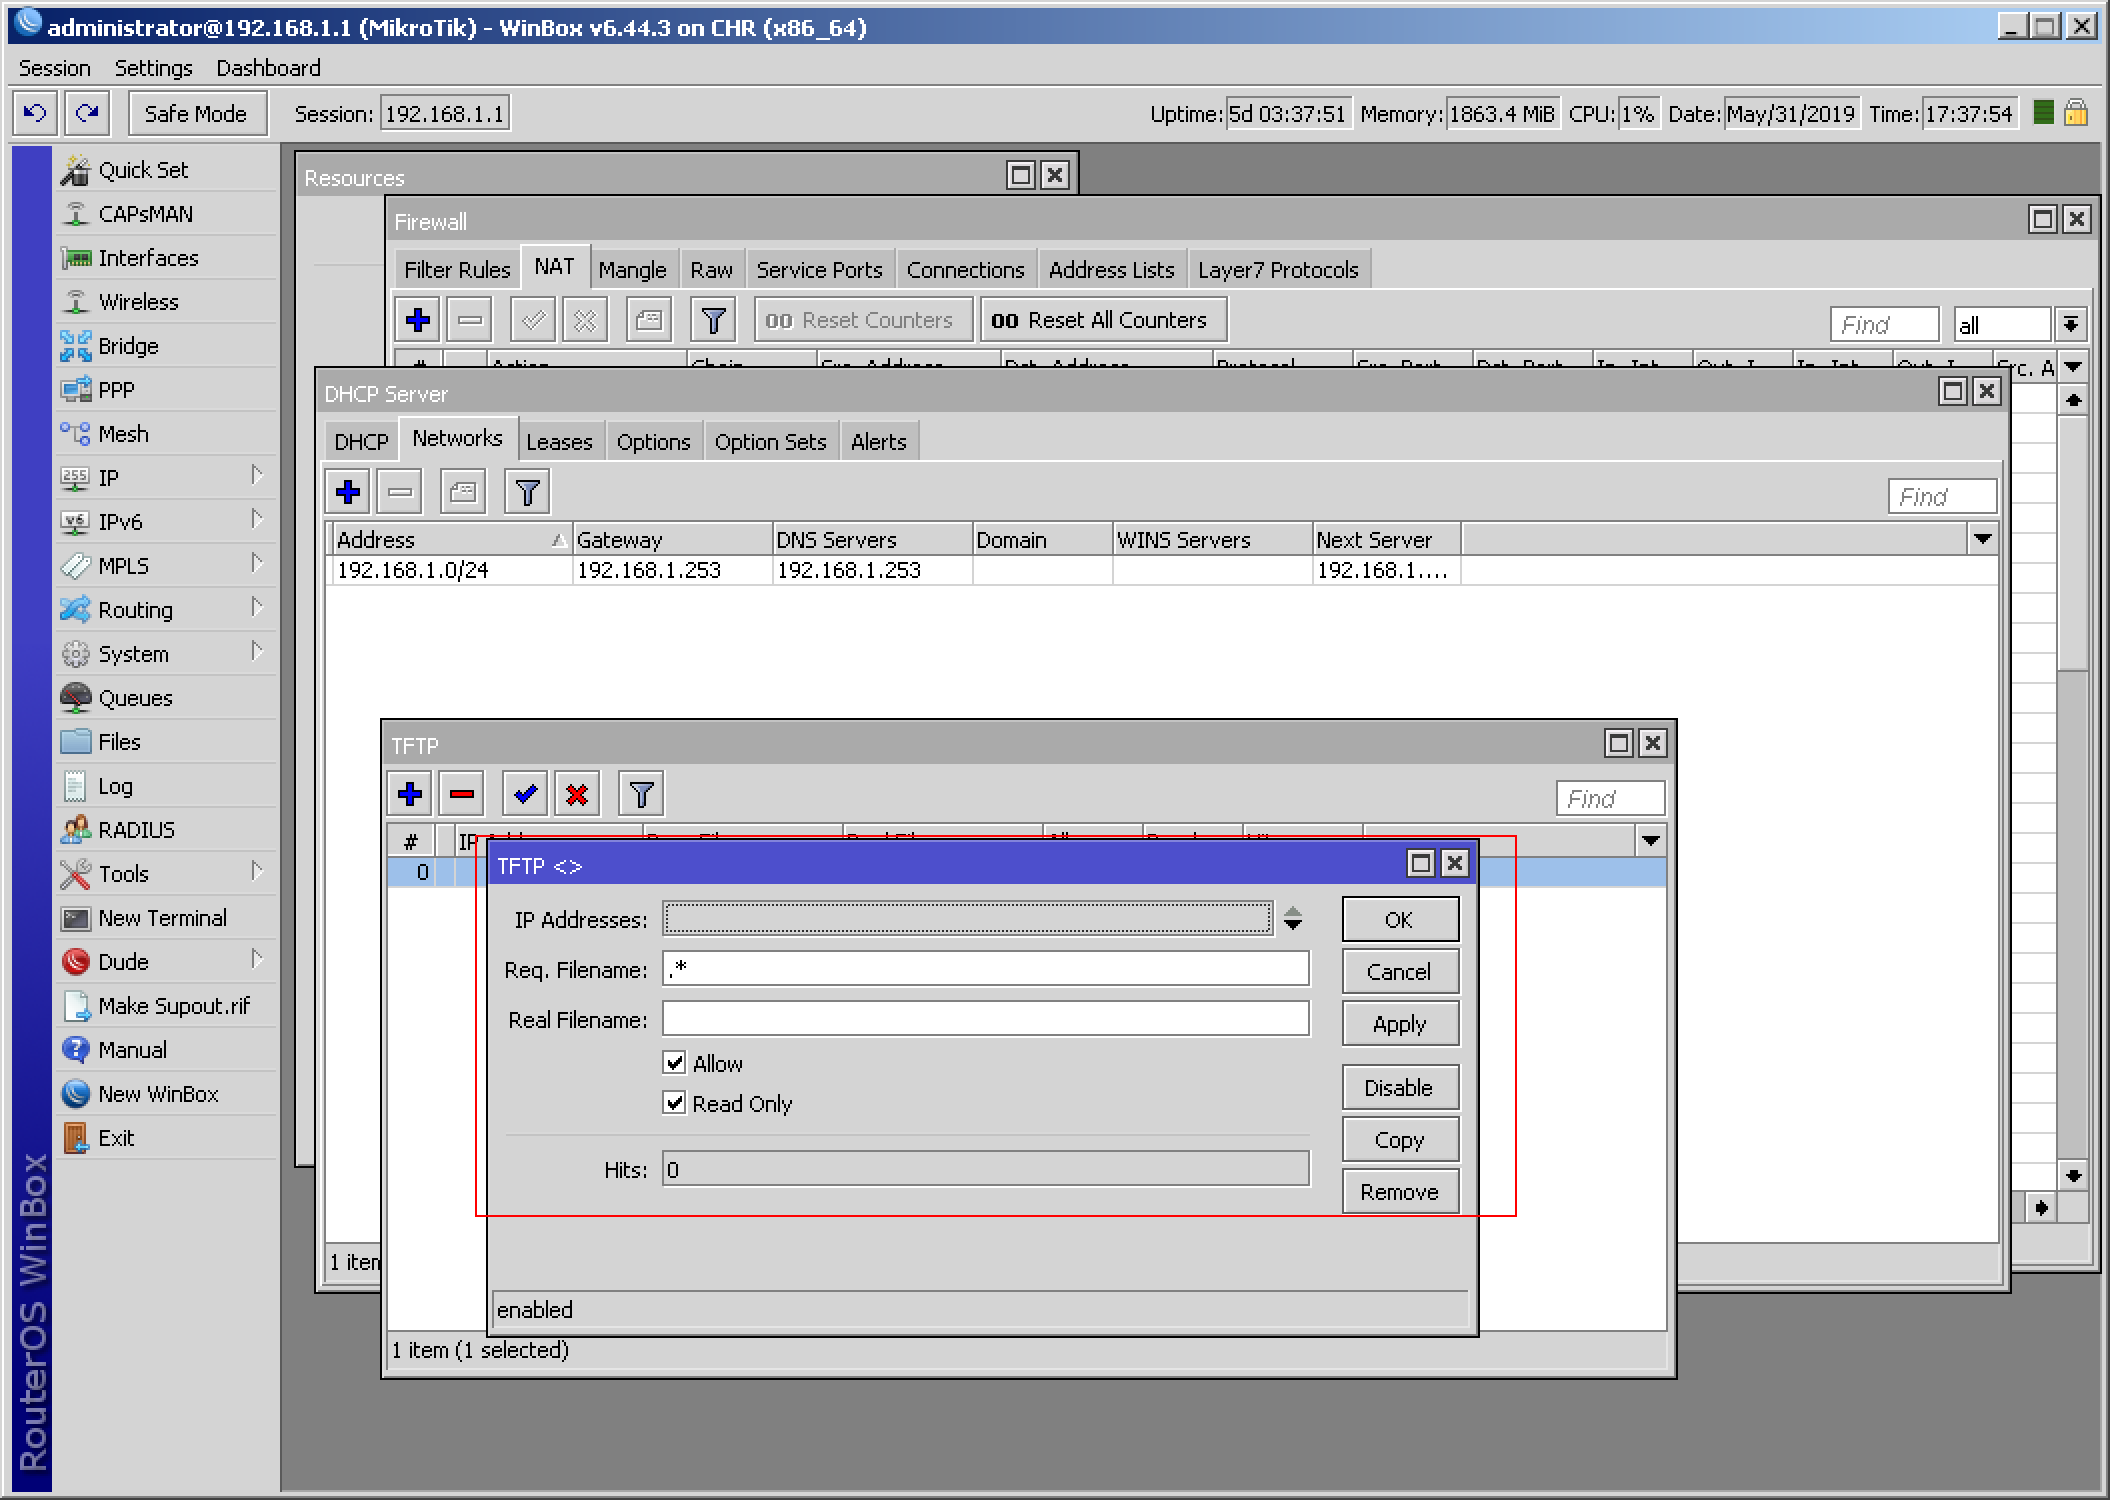 administrator@192.168.1.1 (MikroTik) - WinBox v6.44.3 on CHR (x86_64)
Session Settings Dashboard
Safe Mode Session: 192.168.1.1 Uptime: 5d 03:37:51 Memory: 1863.4 MiB CPU: 1% Date: May/31/2019 Time: 17:37:54
RouterOS WinBox
Quick Set
CAPsMAN
Interfaces
Wireless
Bridge
PPP
Mesh
255 IP
v6 IPv6
MPLS
Routing
System
Queues
Files
Log
RADIUS
Tools
New Terminal
Dude
Make Supout.rif
Manual
New WinBox
Exit
Resources
Firewall
Filter Rules NAT Mangle Raw Service Ports Connections Address Lists Layer7 Protocols
00 Reset Counters 00 Reset All Counters Find all
DHCP Server
DHCP Networks Leases Options Option Sets Alerts
Find
Address Gateway DNS Servers Domain WINS Servers Next Server
192.168.1.0/24 192.168.1.253 192.168.1.253 192.168.1....
TFTP
Find
#
0
TFTP <>
IP Addresses:
Req. Filename: .*
Real Filename:
Allow
Read Only
Hits: 0
OK
Cancel
Apply
Disable
Copy
Remove
enabled
1 item (1 selected)